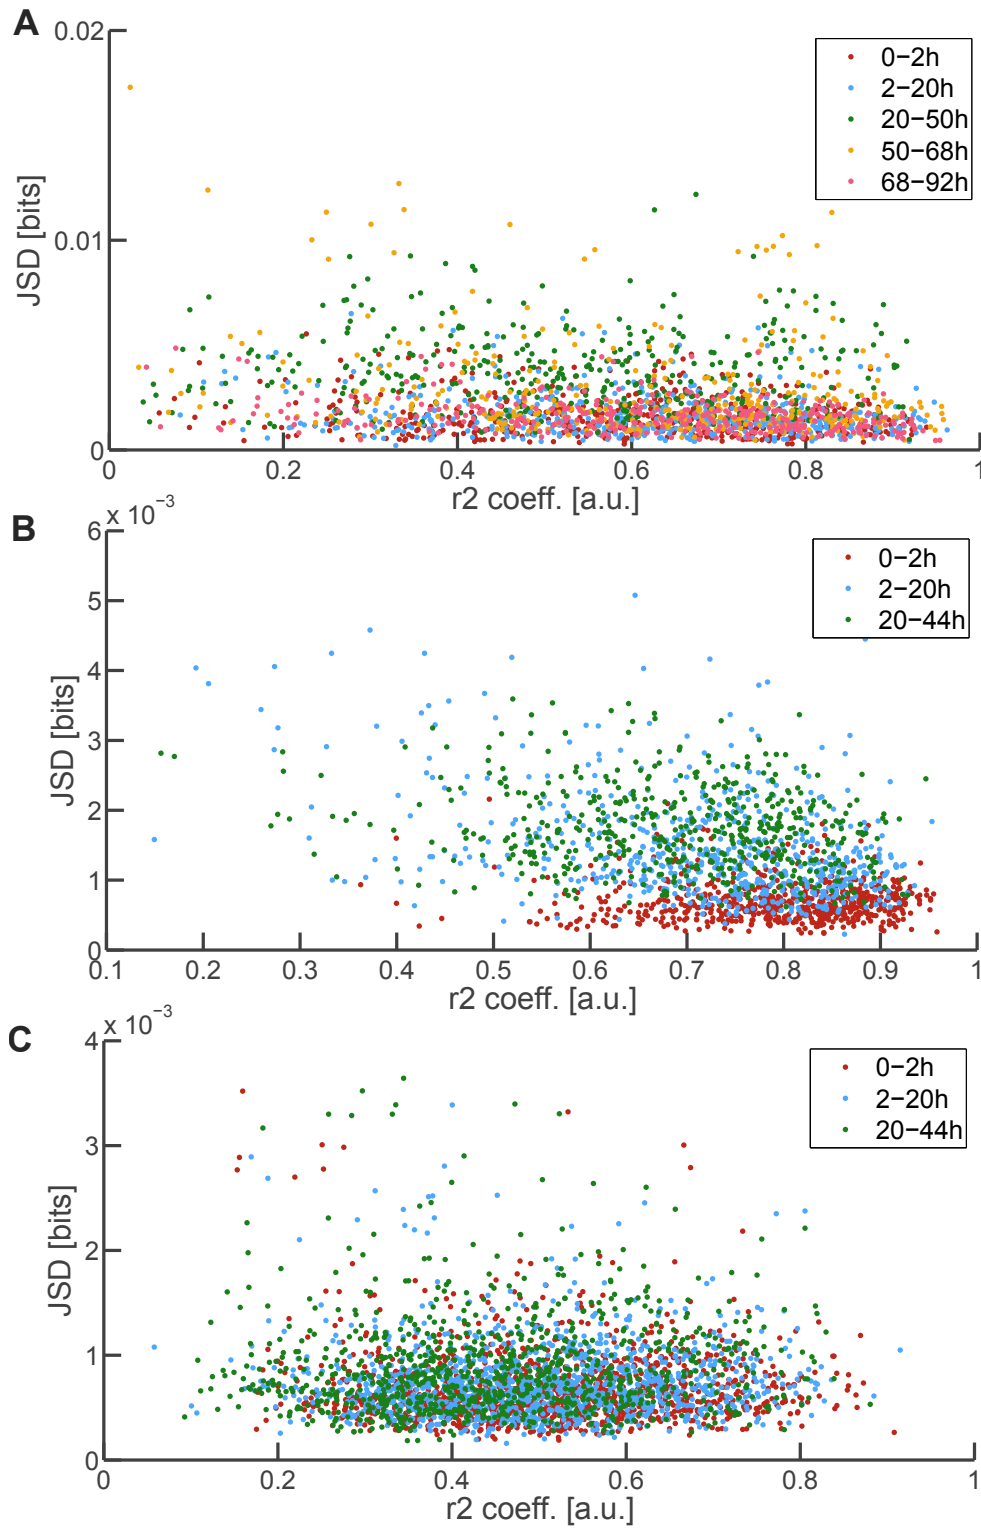 A
0.02
0.01
0
JSD [bits]
0−2h
2−20h
20−50h
50−68h
68−92h
0 0.2 0.4 0.6 0.8 1
r2 coeff. [a.u.]
B
x 10−3
6
5
4
3
2
1
0
JSD [bits]
0−2h
2−20h
20−44h
0.1 0.2 0.3 0.4 0.5 0.6 0.7 0.8 0.9 1
r2 coeff. [a.u.]
C
x 10−3
4
3
2
1
0
JSD [bits]
0−2h
2−20h
20−44h
0 0.2 0.4 0.6 0.8 1
r2 coeff. [a.u.]